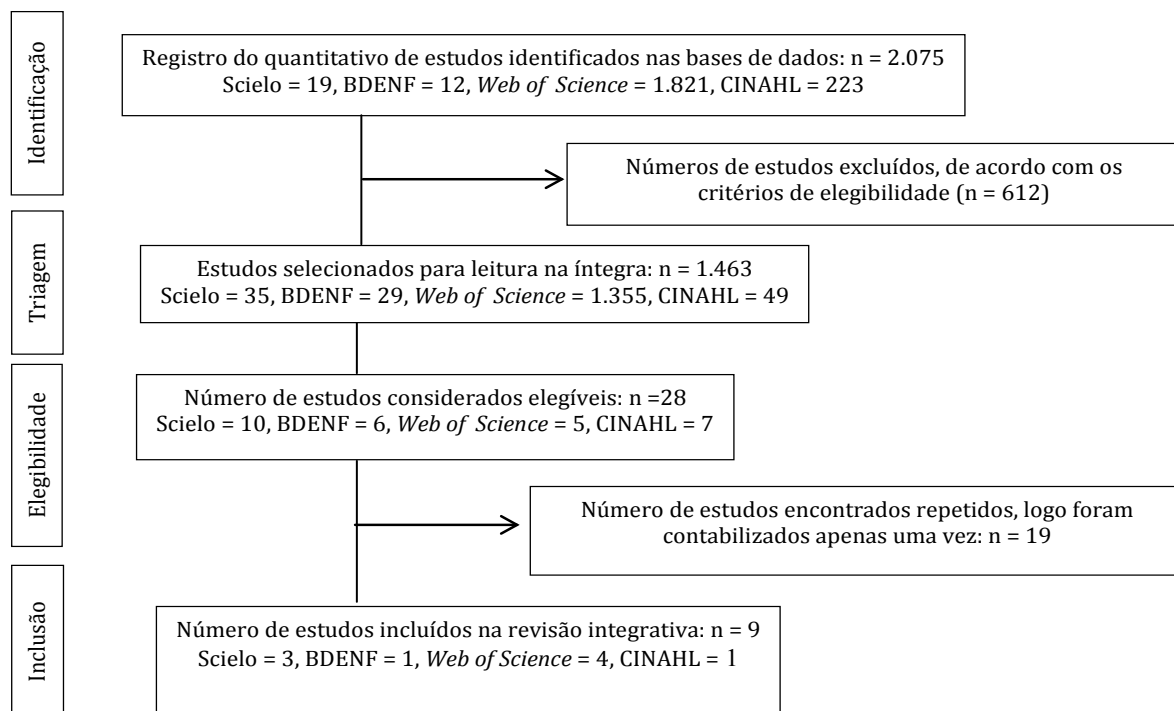 Identificação
Registro do quantitativo de estudos identificados nas bases de dados: n = 2.075
Scielo = 19, BDENF = 12, Web of Science = 1.821, CINAHL = 223
Números de estudos excluídos, de acordo com os
critérios de elegibilidade (n = 612)
Triagem
Estudos selecionados para leitura na íntegra: n = 1.463
Scielo = 35, BDENF = 29, Web of Science = 1.355, CINAHL = 49
Elegibilidade
Número de estudos considerados elegíveis: n =28
Scielo = 10, BDENF = 6, Web of Science = 5, CINAHL = 7
Número de estudos encontrados repetidos, logo foram
contabilizados apenas uma vez: n = 19
Inclusão
Número de estudos incluídos na revisão integrativa: n = 9
Scielo = 3, BDENF = 1, Web of Science = 4, CINAHL = 1